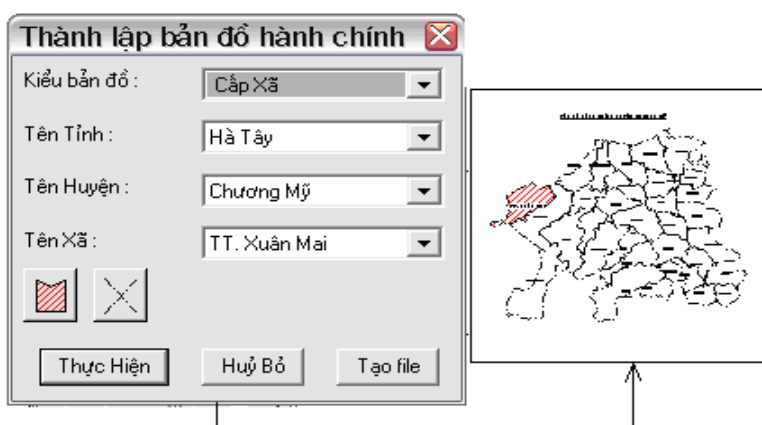 Thành lập bản đồ hành chính
Kiểu bản đồ :
Cấp Xã
Tên Tỉnh :
Hà Tây
Tên Huyện :
Chương Mỹ
Tên Xã :
TT. Xuân Mai
Thực Hiện
Huỷ Bỏ
Tạo file